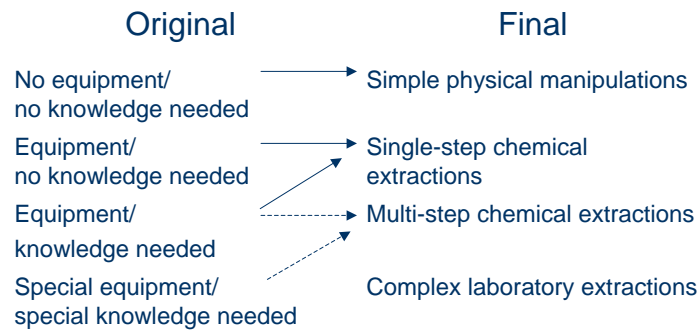 Original
Final
No equipment/
no knowledge needed
Simple physical manipulations
Equipment/
no knowledge needed
Single-step chemical
extractions
Equipment/
knowledge needed
Multi-step chemical extractions
Special equipment/
special knowledge needed
Complex laboratory extractions